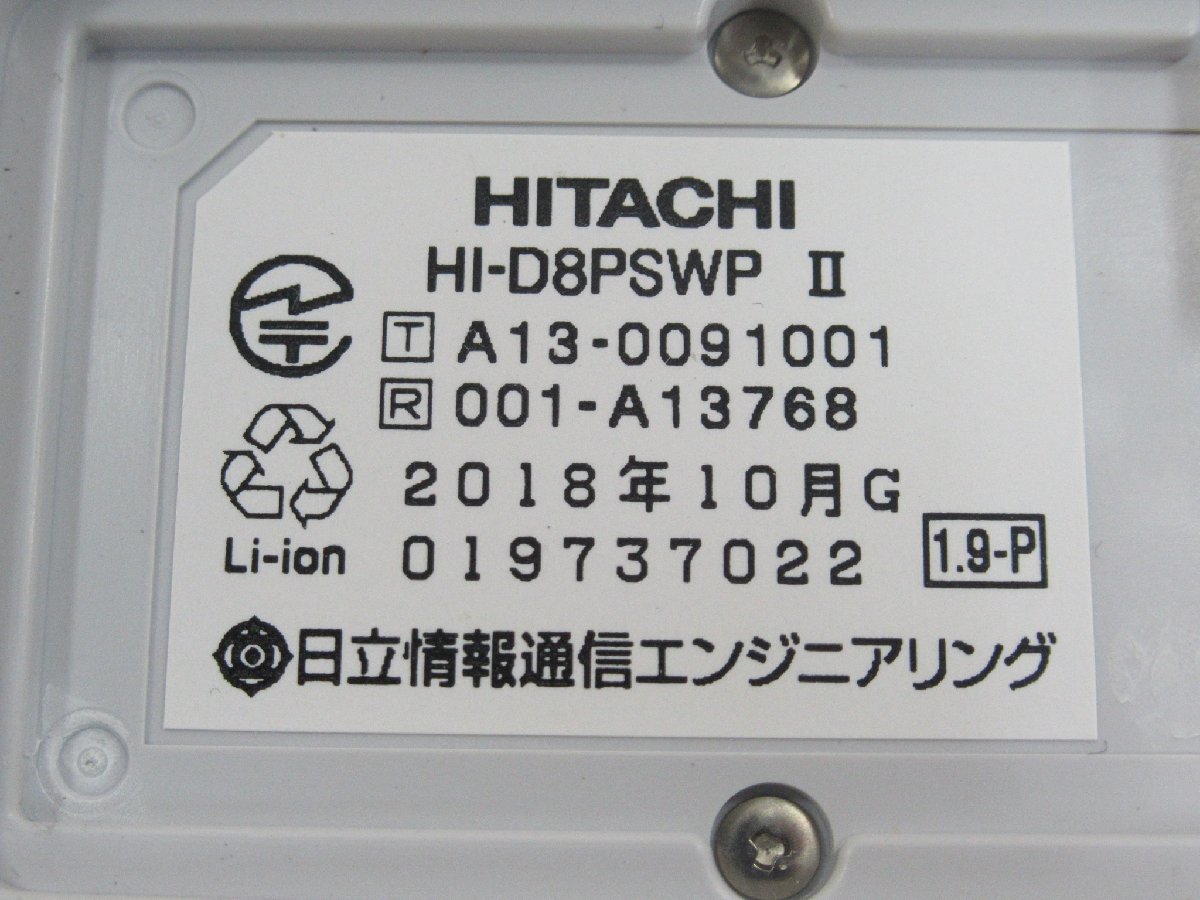 HITACHI
HI-D8PSWP II
T A13-0091001
R 001-A13768
2018年10月G
Li-ion 019737022 1.9-P
日立情報通信エンジニアリング